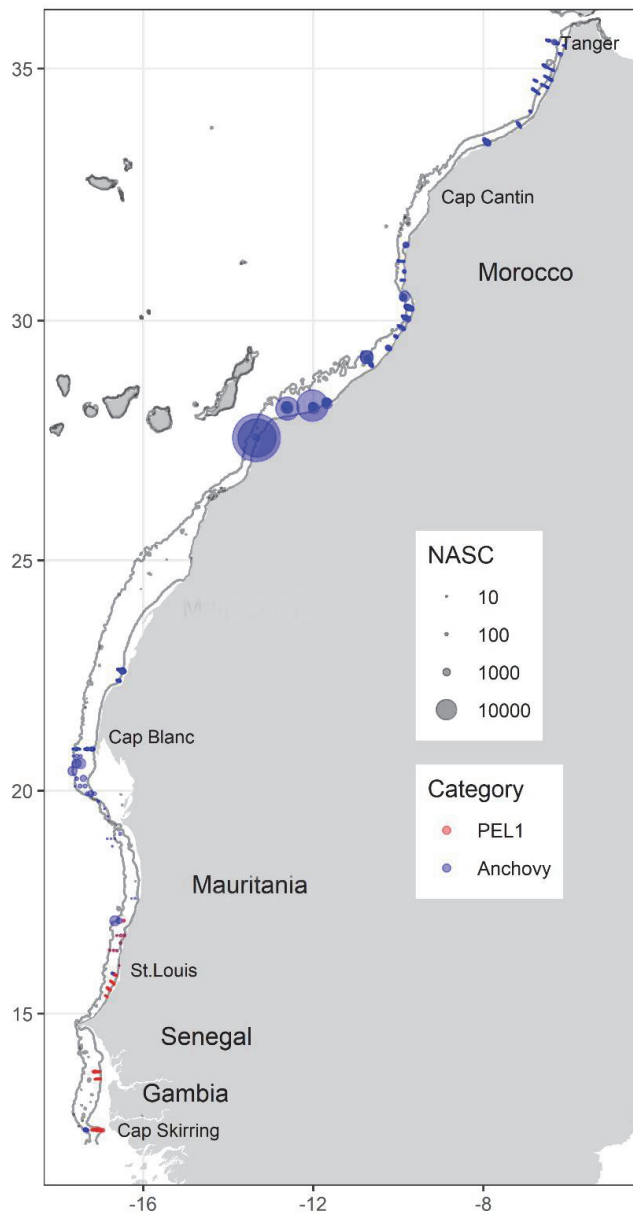 35
Tanger
Cap Cantin
Morocco
30
25
NASC
10
100
1000
10000
Cap Blanc
20
Category
PEL1
Anchovy
Mauritania
St.Louis
15
Senegal
Gambia
Cap Skirring
-16
-12
-8